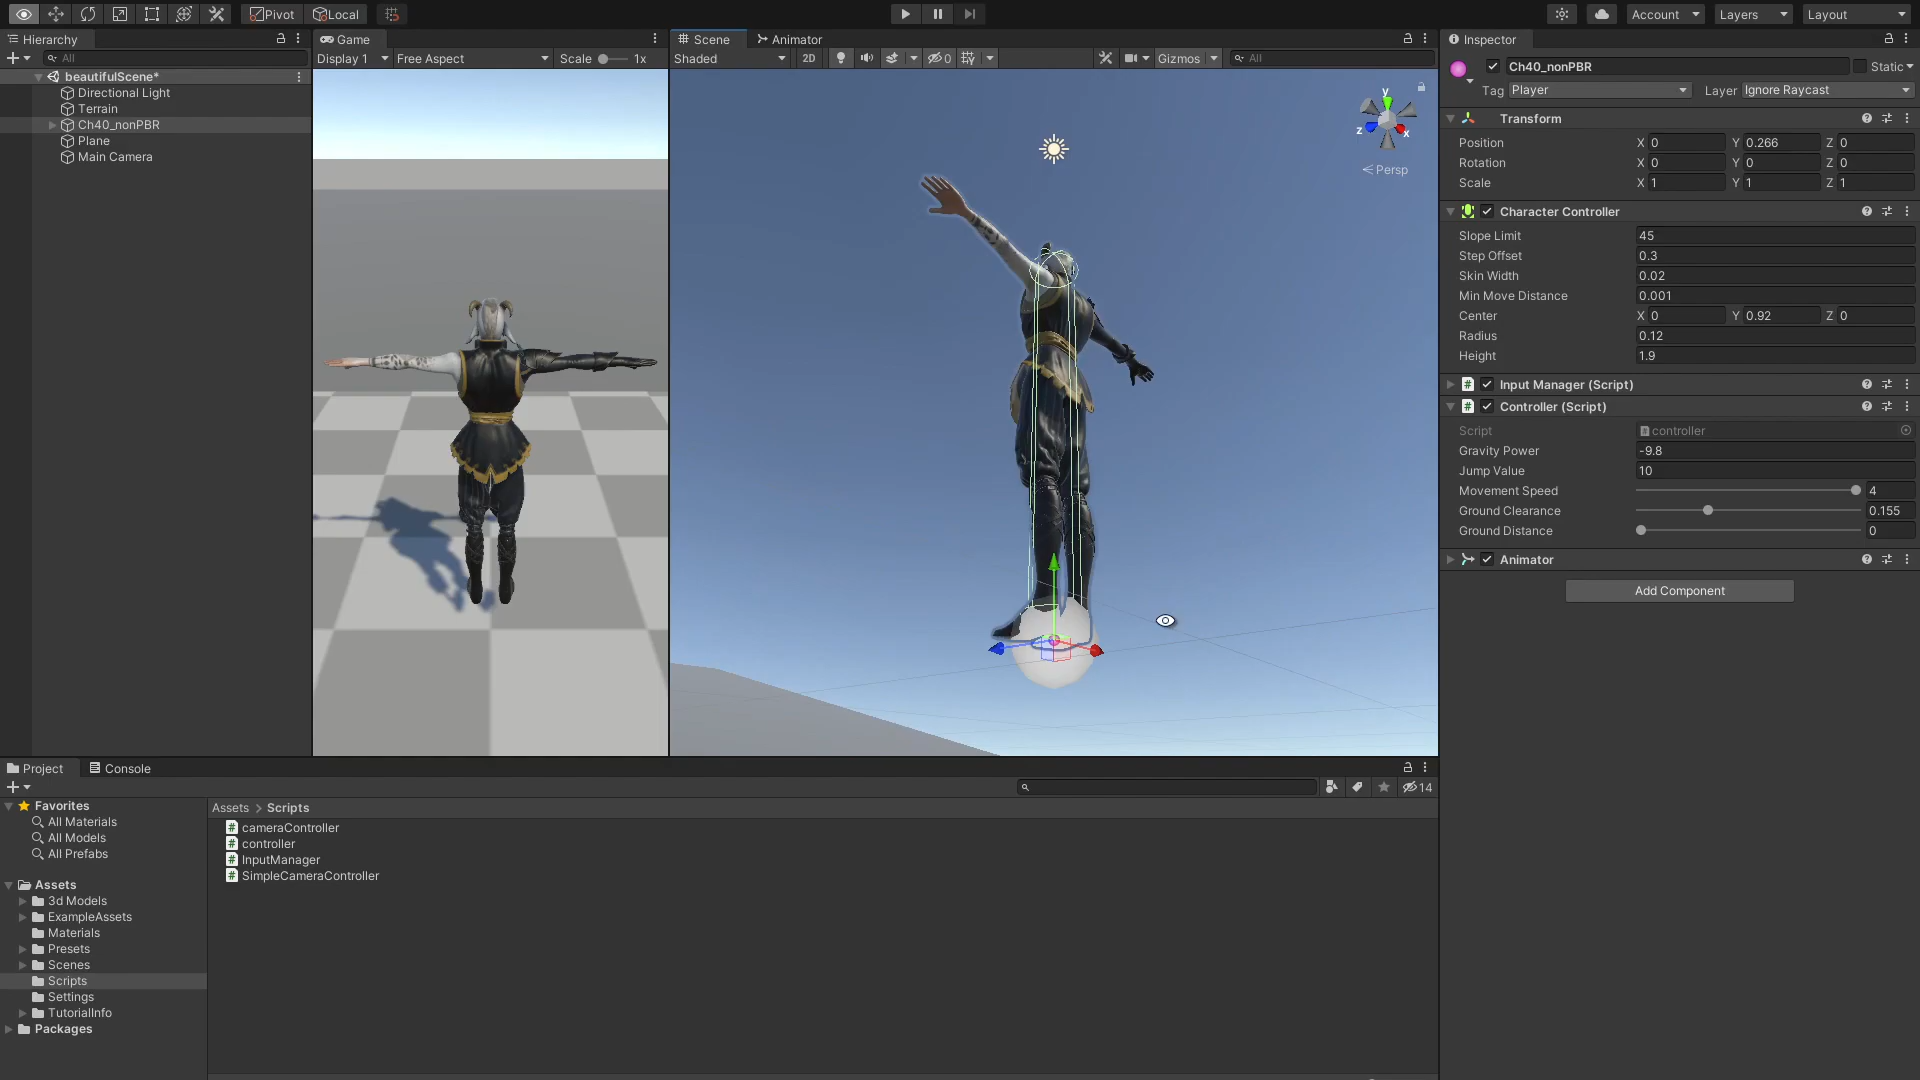 Pivot
Local
Account
Layers
Layout
Hierarchy
All
beautifulScene*
Directional Light
Terrain
Ch40_nonPBR
Plane
Main Camera
Game
Display 1
Free Aspect
Scale
1x
Scene
Animator
Shaded
2D
0
Gizmos
All
y
z
x
Persp
Inspector
Ch40_nonPBR
Static
Tag
Player
Layer
Ignore Raycast
Transform
Position X 0 Y 0.266 Z 0
Rotation X 0 Y 0 Z 0
Scale X 1 Y 1 Z 1
Character Controller
Slope Limit 45
Step Offset 0.3
Skin Width 0.02
Min Move Distance 0.001
Center X 0 Y 0.92 Z 0
Radius 0.12
Height 1.9
Input Manager (Script)
Controller (Script)
Script controller
Gravity Power -9.8
Jump Value 10
Movement Speed 4
Ground Clearance 0.155
Ground Distance 0
Animator
Add Component
Project
Console
14
Favorites
All Materials
All Models
All Prefabs
Assets
3d Models
ExampleAssets
Materials
Presets
Scenes
Scripts
Settings
TutorialInfo
Packages
Assets > Scripts
cameraController
controller
InputManager
SimpleCameraController